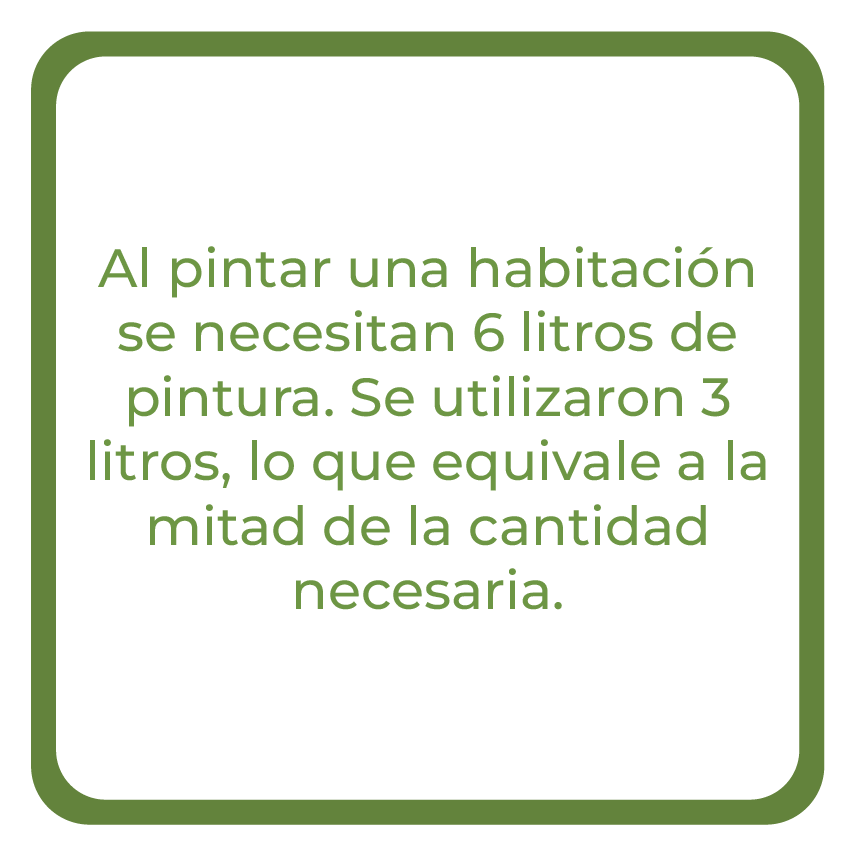 Al pintar una habitación
se necesitan 6 litros de
pintura. Se utilizaron 3
litros, lo que equivale a la
mitad de la cantidad
necesaria.